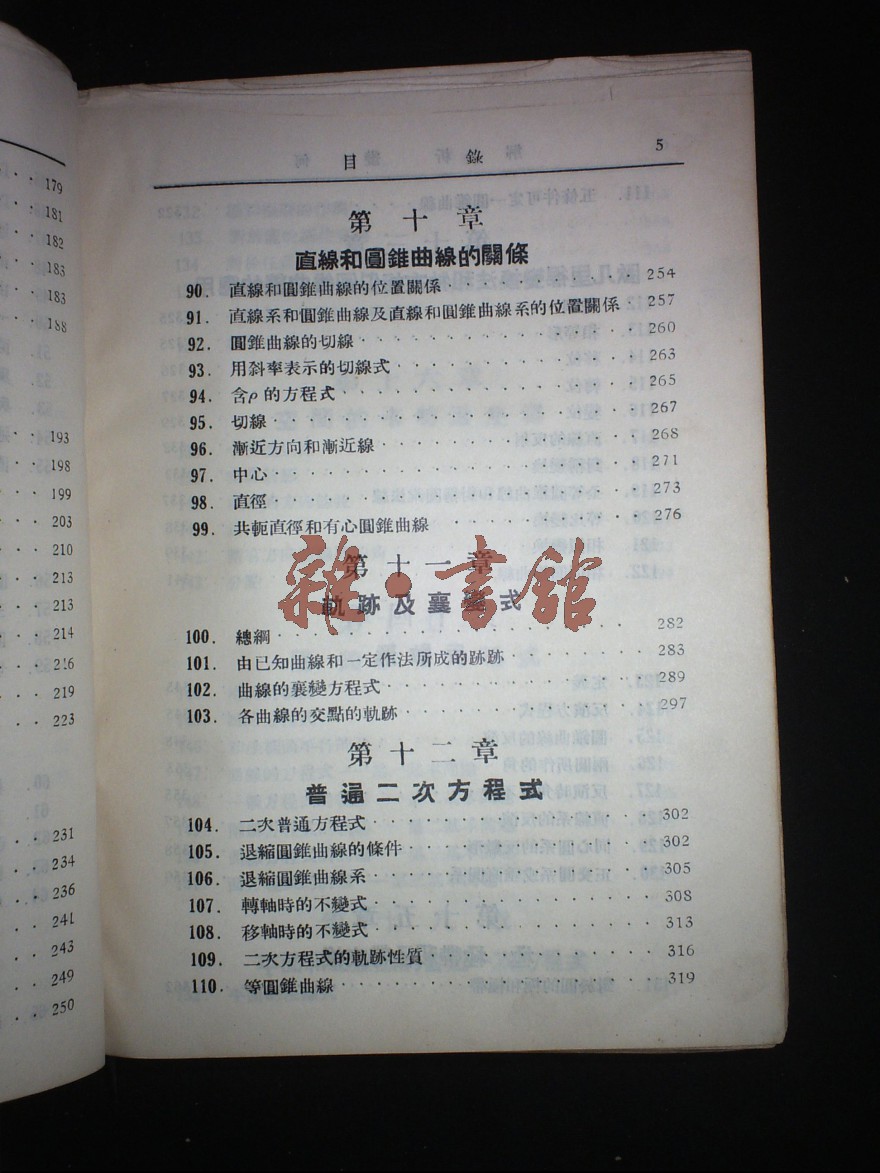 179
181
182
183
183
188
193
198
199
203
210
213
213
214
216
219
223
231
234
236
241
243
249
250
目錄 5
第十章
直線和圓錐曲線的關係
90. 直線和圓錐曲線的位置關係 254
91. 直線系和圓錐曲線及直線和圓錐曲線系的位置關係 257
92. 圓錐曲線的切線 260
93. 用斜率表示的切線式 263
94. 含ρ的方程式 265
95. 切線 267
96. 漸近方向和漸近線 268
97. 中心 271
98. 直徑 273
99. 共軛直徑和有心圓錐曲線 276
第十一章
軌跡及襄變式
雜·書館
100. 總綱 282
101. 由已知曲線和一定作法所成的跡跡 283
102. 曲線的襄變方程式 289
103. 各曲線的交點的軌跡 297
第十二章
普遍二次方程式
104. 二次普通方程式 302
105. 退縮圓錐曲線的條件 302
106. 退縮圓錐曲線系 305
107. 轉軸時的不變式 308
108. 移軸時的不變式 313
109. 二次方程式的軌跡性質 316
110. 等圓錐曲線 319